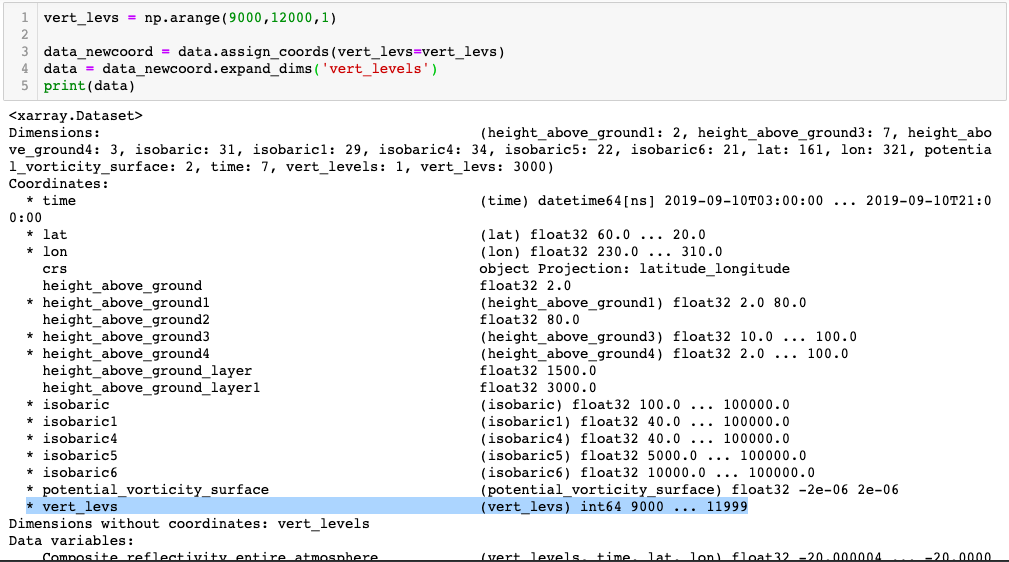 1 vert_levs = np.arange(9000,12000,1)
2
3 data_newcoord = data.assign_coords(vert_levs=vert_levs)
4 data = data_newcoord.expand_dims('vert_levels')
5 print(data)
<xarray.Dataset>
Dimensions: (height_above_ground1: 2, height_above_ground3: 7, height_abo
ve_ground4: 3, isobaric: 31, isobaric1: 29, isobaric4: 34, isobaric5: 22, isobaric6: 21, lat: 161, lon: 321, potentia
l_vorticity_surface: 2, time: 7, vert_levels: 1, vert_levs: 3000)
Coordinates:
* time (time) datetime64[ns] 2019-09-10T03:00:00 ... 2019-09-10T21:0
0:00
* lat (lat) float32 60.0 ... 20.0
* lon (lon) float32 230.0 ... 310.0
crs object Projection: latitude_longitude
height_above_ground float32 2.0
* height_above_ground1 (height_above_ground1) float32 2.0 80.0
height_above_ground2 float32 80.0
* height_above_ground3 (height_above_ground3) float32 10.0 ... 100.0
* height_above_ground4 (height_above_ground4) float32 2.0 ... 100.0
height_above_ground_layer float32 1500.0
height_above_ground_layer1 float32 3000.0
* isobaric (isobaric) float32 100.0 ... 100000.0
* isobaric1 (isobaric1) float32 40.0 ... 100000.0
* isobaric4 (isobaric4) float32 40.0 ... 100000.0
* isobaric5 (isobaric5) float32 5000.0 ... 100000.0
* isobaric6 (isobaric6) float32 10000.0 ... 100000.0
* potential_vorticity_surface (potential_vorticity_surface) float32 -2e-06 2e-06
* vert_levs (vert_levs) int64 9000 ... 11999
Dimensions without coordinates: vert_levels
Data variables:
Composite_reflectivity_entire_atmosphere (vert_levels, time, lat, lon) float32 -20.000004 ... -20.0000